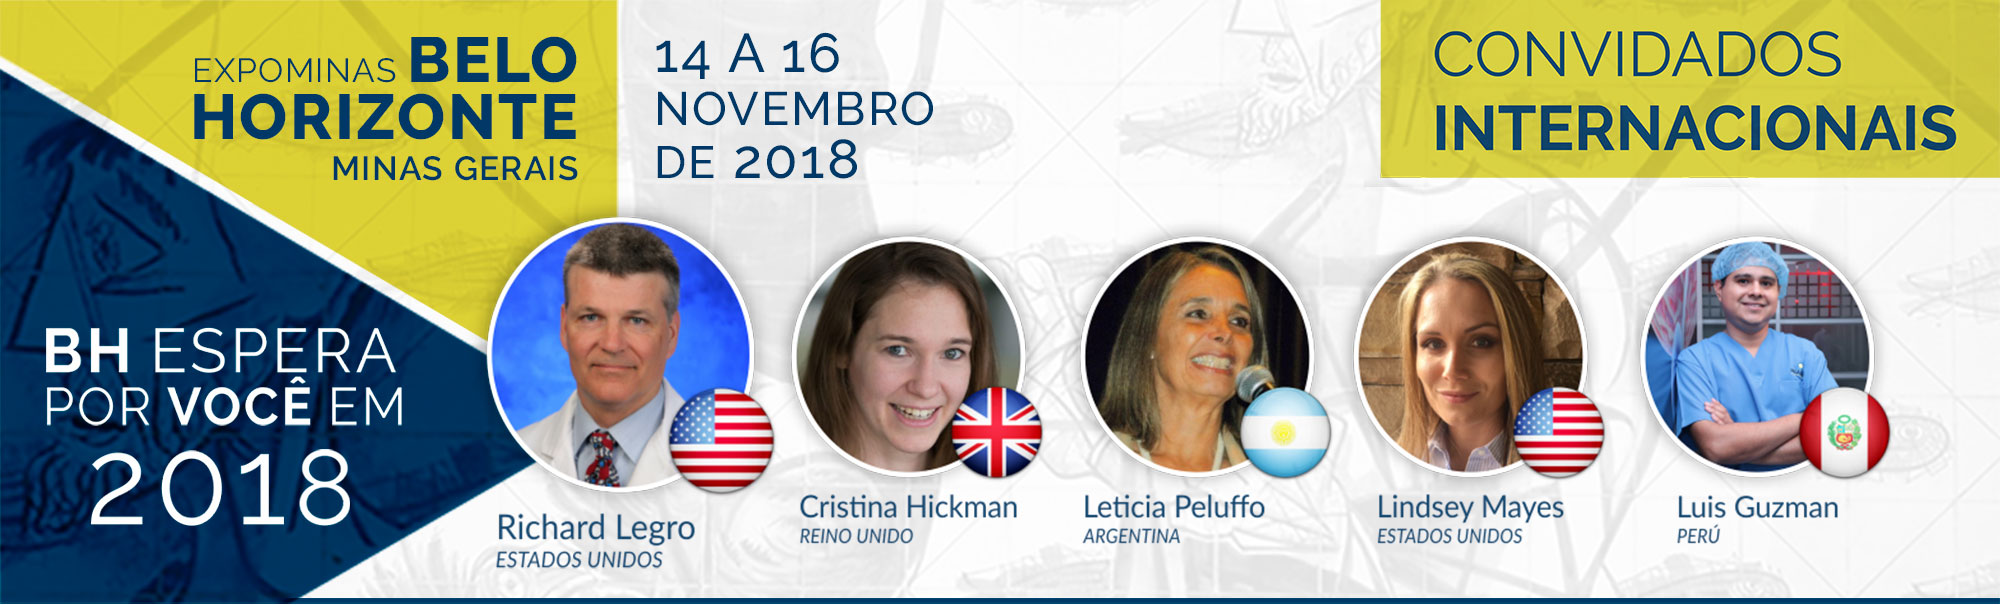 EXPOMINAS BELO
HORIZONTE
MINAS GERAIS
14 A 16
NOVEMBRO
DE 2018
CONVIDADOS
INTERNACIONAIS
BH ESPERA
POR VOCÊ EM
2018
Richard Legro
ESTADOS UNIDOS
Cristina Hickman
REINO UNIDO
Leticia Peluffo
ARGENTINA
Lindsey Mayes
ESTADOS UNIDOS
Luis Guzman
PERÚ